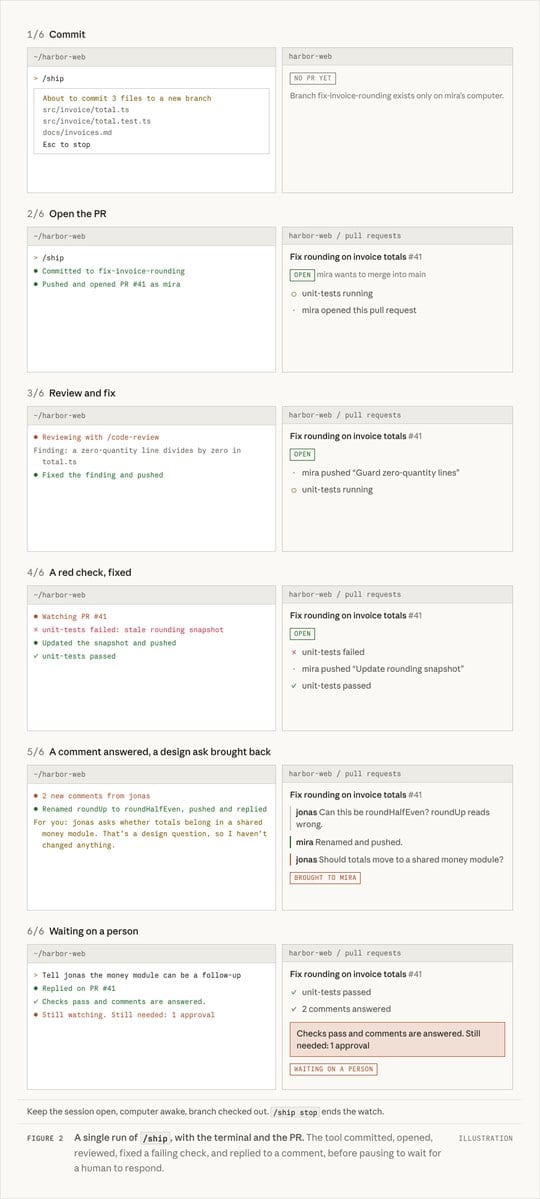 1/6 Commit
~/harbor-web
> /ship
About to commit 3 files to a new branch
src/invoice/total.ts
src/invoice/total.test.ts
docs/invoices.md
Esc to stop
harbor-web
NO PR YET
Branch fix-invoice-rounding exists only on mira's computer.
2/6 Open the PR
~/harbor-web
> /ship
● Committed to fix-invoice-rounding
● Pushed and opened PR #41 as mira
harbor-web / pull requests
Fix rounding on invoice totals #41
OPEN mira wants to merge into main
○ unit-tests running
· mira opened this pull request
3/6 Review and fix
~/harbor-web
● Reviewing with /code-review
Finding: a zero-quantity line divides by zero in
total.ts
● Fixed the finding and pushed
harbor-web / pull requests
Fix rounding on invoice totals #41
OPEN
· mira pushed “Guard zero-quantity lines”
○ unit-tests running
4/6 A red check, fixed
~/harbor-web
● Watching PR #41
× unit-tests failed: stale rounding snapshot
● Updated the snapshot and pushed
✓ unit-tests passed
harbor-web / pull requests
Fix rounding on invoice totals #41
OPEN
× unit-tests failed
· mira pushed “Update rounding snapshot”
✓ unit-tests passed
5/6 A comment answered, a design ask brought back
~/harbor-web
● 2 new comments from jonas
● Renamed roundUp to roundHalfEven, pushed and replied
For you: jonas asks whether totals belong in a shared
money module. That's a design question, so I haven't
changed anything.
harbor-web / pull requests
Fix rounding on invoice totals #41
jonas Can this be roundHalfEven? roundUp reads
wrong.
mira Renamed and pushed.
jonas Should totals move to a shared money module?
BROUGHT TO MIRA
6/6 Waiting on a person
~/harbor-web
> Tell jonas the money module can be a follow-up
● Replied on PR #41
✓ Checks pass and comments are answered.
● Still watching. Still needed: 1 approval
harbor-web / pull requests
Fix rounding on invoice totals #41
✓ unit-tests passed
✓ 2 comments answered
Checks pass and comments are answered. Still
needed: 1 approval
WAITING ON A PERSON
Keep the session open, computer awake, branch checked out. /ship stop ends the watch.
FIGURE 2
A single run of /ship, with the terminal and the PR. The tool committed, opened,
reviewed, fixed a failing check, and replied to a comment, before pausing to wait for
a human to respond.
ILLUSTRATION